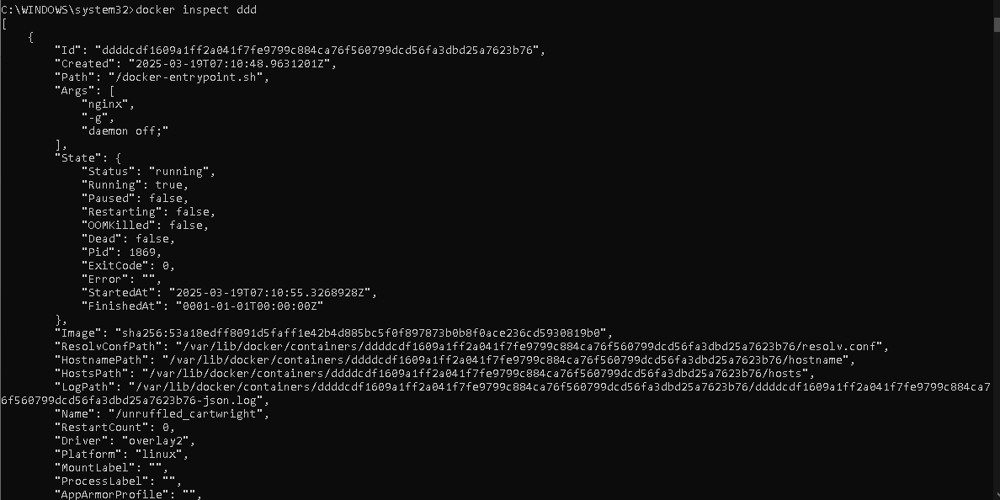 C:\WINDOWS\system32>docker inspect ddd
[
    {
        "Id": "ddddcdf1609a1ff2a041f7fe9799c884ca76f560799dcd56fa3dbd25a7623b76",
        "Created": "2025-03-19T07:10:48.9631201Z",
        "Path": "/docker-entrypoint.sh",
        "Args": [
            "nginx",
            "-g",
            "daemon off;"
        ],
        "State": {
            "Status": "running",
            "Running": true,
            "Paused": false,
            "Restarting": false,
            "OOMKilled": false,
            "Dead": false,
            "Pid": 1869,
            "ExitCode": 0,
            "Error": "",
            "StartedAt": "2025-03-19T07:10:55.3268928Z",
            "FinishedAt": "0001-01-01T00:00:00Z"
        },
        "Image": "sha256:53a18edff8091d5faff1e42b4d885bc5f0f897873b0b8f0ace236cd5930819b0",
        "ResolvConfPath": "/var/lib/docker/containers/ddddcdf1609a1ff2a041f7fe9799c884ca76f560799dcd56fa3dbd25a7623b76/resolv.conf",
        "HostnamePath": "/var/lib/docker/containers/ddddcdf1609a1ff2a041f7fe9799c884ca76f560799dcd56fa3dbd25a7623b76/hostname",
        "HostsPath": "/var/lib/docker/containers/ddddcdf1609a1ff2a041f7fe9799c884ca76f560799dcd56fa3dbd25a7623b76/hosts",
        "LogPath": "/var/lib/docker/containers/ddddcdf1609a1ff2a041f7fe9799c884ca76f560799dcd56fa3dbd25a7623b76/ddddcdf1609a1ff2a041f7fe9799c884ca7
6f560799dcd56fa3dbd25a7623b76-json.log",
        "Name": "/unruffled_cartwright",
        "RestartCount": 0,
        "Driver": "overlay2",
        "Platform": "linux",
        "MountLabel": "",
        "ProcessLabel": "",
        "AppArmorProfile": "",